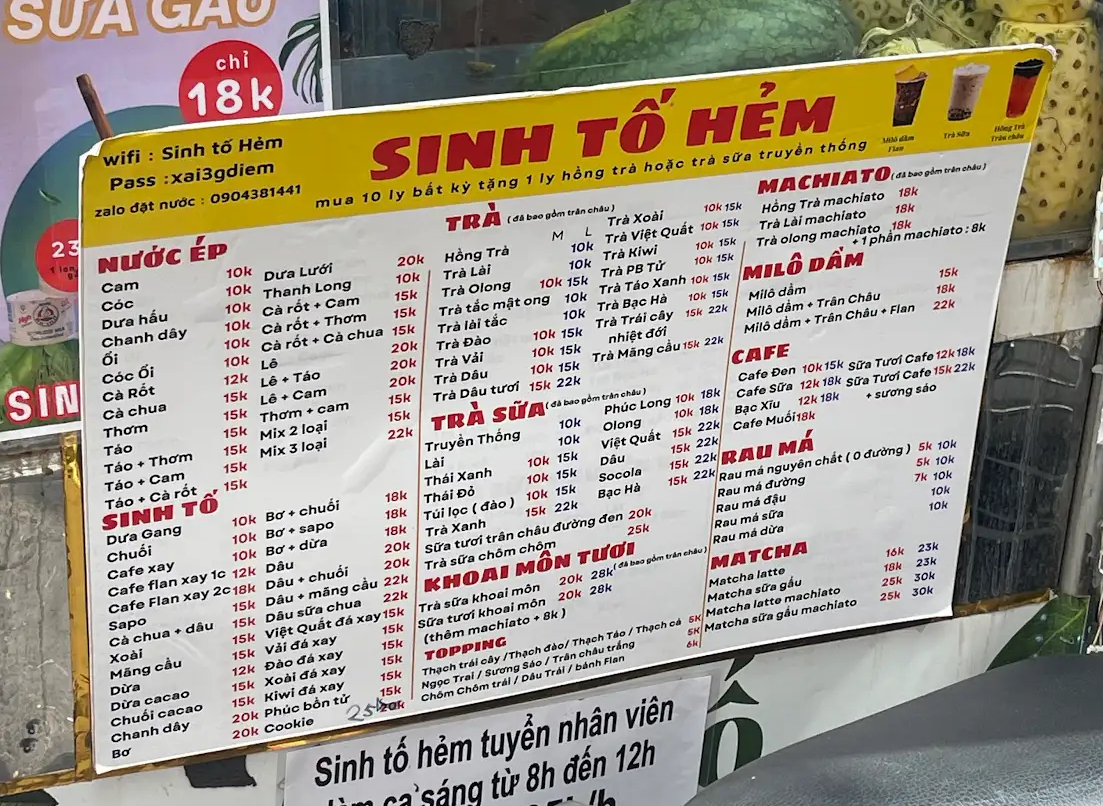 SỮA GẤU
chỉ
18k
23
SIN
wifi : Sinh tố Hẻm
Pass : xai3gdiem
zalo đặt nước : 0904381441
SINH TỐ HẺM
mua 10 ly bất kỳ tặng 1 ly hồng trà hoặc trà sữa truyền thống
Milô dầm Flan
Trà Sữa
Hồng Trà Trân châu
NƯỚC ÉP
Cam 10k
Cóc 10k
Dưa hấu 10k
Chanh dây 10k
Ổi 10k
Cóc Ổi 10k
Cà Rốt 12k
Cà chua 10k
Thơm 10k
Táo 15k
Táo + Thơm 15k
Táo + Cam 15k
Táo + Cà rốt 15k
Dưa Lưới 20k
Thanh Long 10k
Cà rốt + Cam 15k
Cà rốt + Thơm 15k
Cà rốt + Cà chua 15k
Lê 20k
Lê + Táo 20k
Lê + Cam 20k
Thơm + cam 15k
Mix 2 loại 15k
Mix 3 loại 22k
SINH TỐ
Dưa Gang 10k
Chuối 10k
Cafe xay 10k
Cafe flan xay 1c 12k
Cafe Flan xay 2c 18k
Sapo 15k
Cà chua + dâu 15k
Xoài 15k
Mãng cầu 15k
Dừa 12k
Dừa cacao 15k
Chuối cacao 15k
Chanh dây 20k
Bơ 20k
Bơ + chuối 18k
Bơ + sapo 18k
Bơ + dừa 18k
Dâu 20k
Dâu + chuối 20k
Dâu + mãng cầu 22k
Dâu sữa chua 22k
Việt Quất đá xay 15k
Vải đá xay 15k
Đào đá xay 15k
Xoài đá xay 15k
Kiwi đá xay 15k
Phúc bồn tử 15k
Cookie 25k 20k
TRÀ (đã bao gồm trân châu)
M L
Hồng Trà 10k
Trà Lài 10k
Trà Olong 10k 15k
Trà tắc mật ong 10k
Trà lài tắc 10k
Trà Đào 10k 15k
Trà Vải 10k 15k
Trà Dâu 10k 15k
Trà Dâu tươi 15k 22k
Trà Xoài 10k 15k
Trà Việt Quất 10k 15k
Trà Kiwi 10k 15k
Trà PB Tử 10k 15k
Trà Táo Xanh 10k 15k
Trà Bạc Hà 10k 15k
Trà Trái cây 15k 22k
nhiệt đới
Trà Mãng cầu 15k 22k
TRÀ SỮA (đã bao gồm trân châu)
Truyền Thống 10k
Lài 10k
Thái Xanh 10k 15k
Thái Đỏ 10k 15k
Túi lọc ( đào ) 10k 15k
Trà Xanh 15k 22k
Sữa tươi trân châu đường đen 20k
Trà sữa chôm chôm 25k
Phúc Long 10k 18k
Olong 10k 18k
Việt Quất 15k 22k
Dâu 15k 22k
Socola 15k 22k
Bạc Hà 15k 22k
KHOAI MÔN TƯƠI (đã bao gồm trân châu)
Trà sữa khoai môn 20k 28k
Sữa tươi khoai môn 20k 28k
(thêm machiato + 8k )
TOPPING
Thạch trái cây /Thạch đào/ Thạch Táo / Thạch cá 5K
Ngọc Trai / Sương Sáo / Trân châu trắng 5K
Chôm Chôm trái / Dâu Trái / bánh Flan 6k
MACHIATO (đã bao gồm trân châu)
Hồng Trà machiato 18k
Trà Lài machiato 18k
Trà olong machiato 18k
+ 1 phần machiato : 8k
MILÔ DẦM
Milô dầm 15k
Milô dầm + Trân Châu 18k
Milô dầm + Trân Châu + Flan 22k
CAFE
Cafe Đen 10k 15k
Cafe Sữa 12k 18k
Bạc Xĩu 12k 18k
Cafe Muối 18k
Sữa Tươi Cafe 12k 18k
Sữa Tươi Cafe 15k 22k
+ sương sáo
RAU MÁ
Rau má nguyên chất ( 0 đường ) 5k 10k
Rau má đường 5k 10k
Rau má đậu 7k 10k
Rau má sữa 10k
Rau má dừa 10k
MATCHA
Matcha latte 16k 23k
Matcha sữa gấu 18k 23k
Matcha latte machiato 25k 30k
Matcha sữa gấu machiato 25k 30k
Sinh tố hẻm tuyển nhân viên
làm ca sáng từ 8h đến 12h